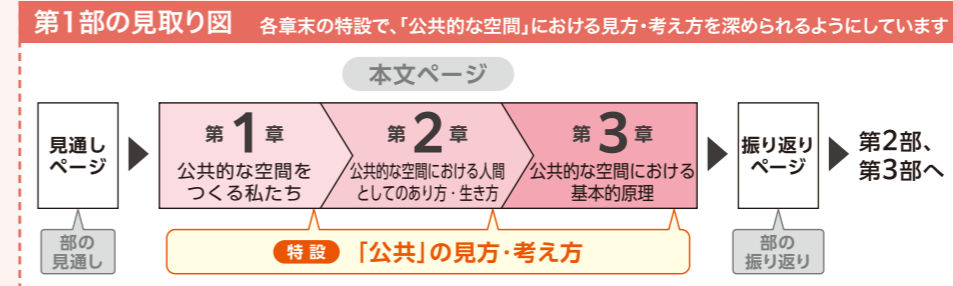 第1部の見取り図 各章末の特設で、「公共的な空間」における見方・考え方を深められるようにしています
本文ページ
見通し
ページ
第1章
公共的な空間を
つくる私たち
第2章
公共的な空間における人間
としてのあり方・生き方
第3章
公共的な空間における
基本的原理
振り返り
ページ
第2部、
第3部へ
部の
見通し
特設 「公共」の見方・考え方
部の
振り返り